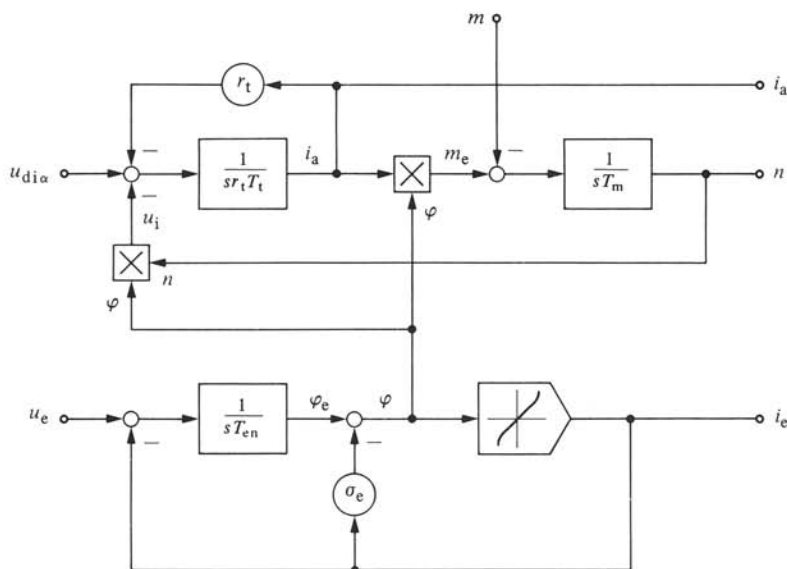 m
r_t
i_a
u_diα
−
1
s r_t T_t
i_a
m_e
−
1
s T_m
n
−
u_i
φ
n
φ
u_e
−
1
s T_en
φ_e
φ
−
i_e
σ_e